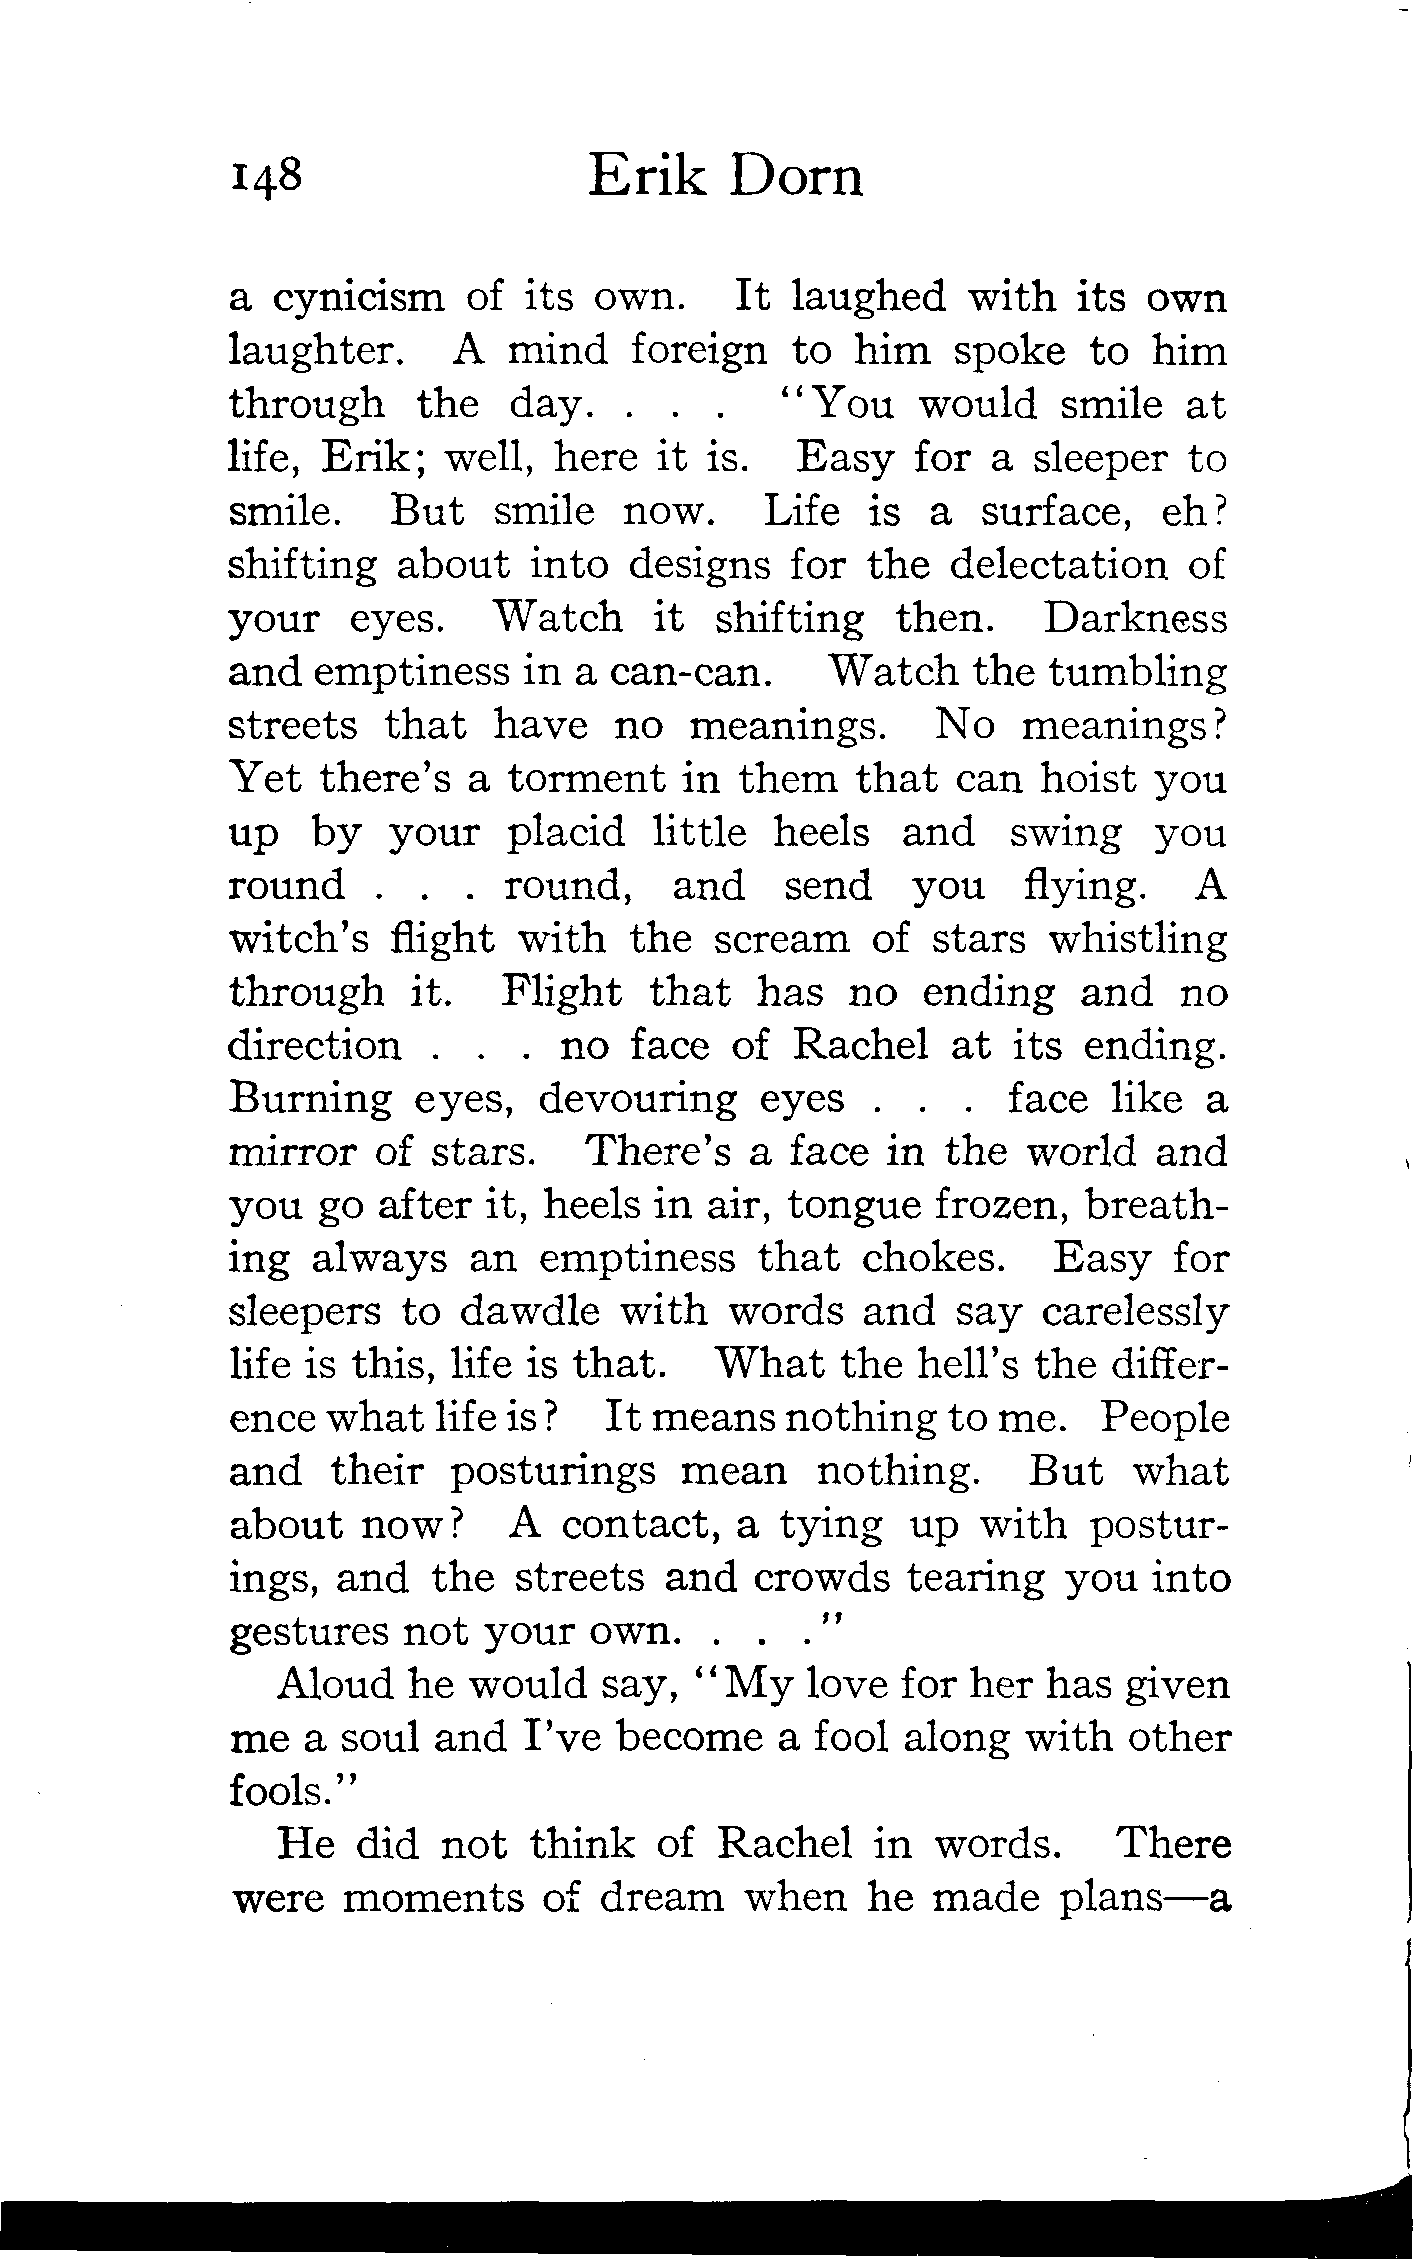 148 Erik Dorn
a cynicism of its own. It laughed with its own
laughter. A mind foreign to him spoke to him
through the day. . . . "You would smile at
life, Erik; well, here it is. Easy for a sleeper to
smile. But smile now. Life is a surface, eh?
shifting about into designs for the delectation of
your eyes. Watch it shifting then. Darkness
and emptiness in a can-can. Watch the tumbling
streets that have no meanings. No meanings?
Yet there's a torment in them that can hoist you
up by your placid little heels and swing you
round . . . round, and send you flying. A
witch's flight with the scream of stars whistling
through it. Flight that has no ending and no
direction . . . no face of Rachel at its ending.
Burning eyes, devouring eyes . . . face like a
mirror of stars. There's a face in the world and
you go after it, heels in air, tongue frozen, breath-
ing always an emptiness that chokes. Easy for
sleepers to dawdle with words and say carelessly
life is this, life is that. What the hell's the differ-
ence what life is? It means nothing to me. People
and their posturings mean nothing. But what
about now? A contact, a tying up with postur-
ings, and the streets and crowds tearing you into
gestures not your own. . . ."
Aloud he would say, "My love for her has given
me a soul and I've become a fool along with other
fools."
He did not think of Rachel in words. There
were moments of dream when he made plans—a